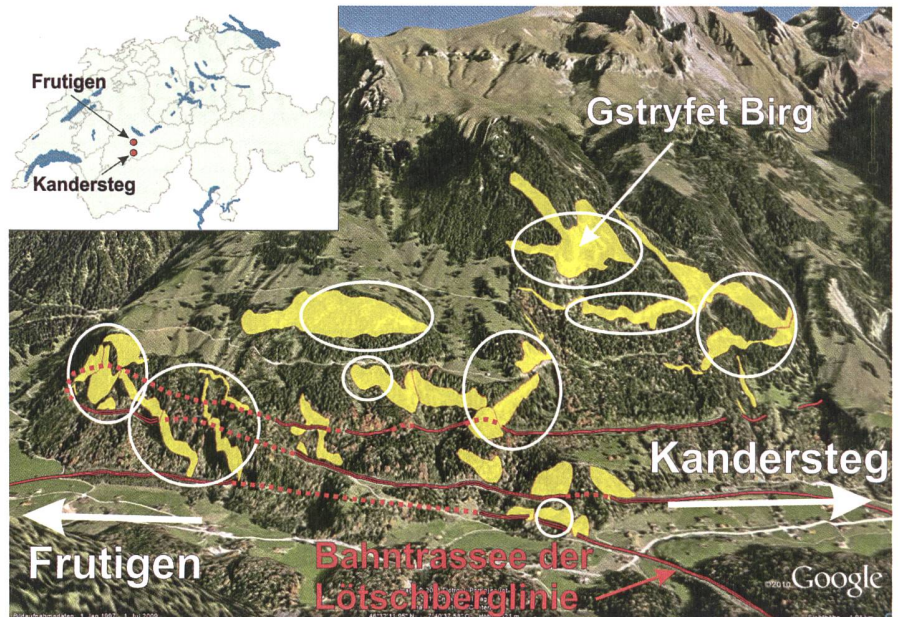 Frutigen
Kandersteg
Gstryfet Birg
Kandersteg
Frutigen
Bahntrassee der
Lötschberglinie
©2010 Google